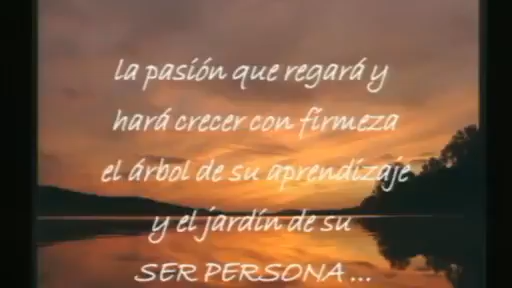 la pasión que regará y
hará crecer con firmeza
el árbol de su aprendizaje
y el jardín de su
SER PERSONA...